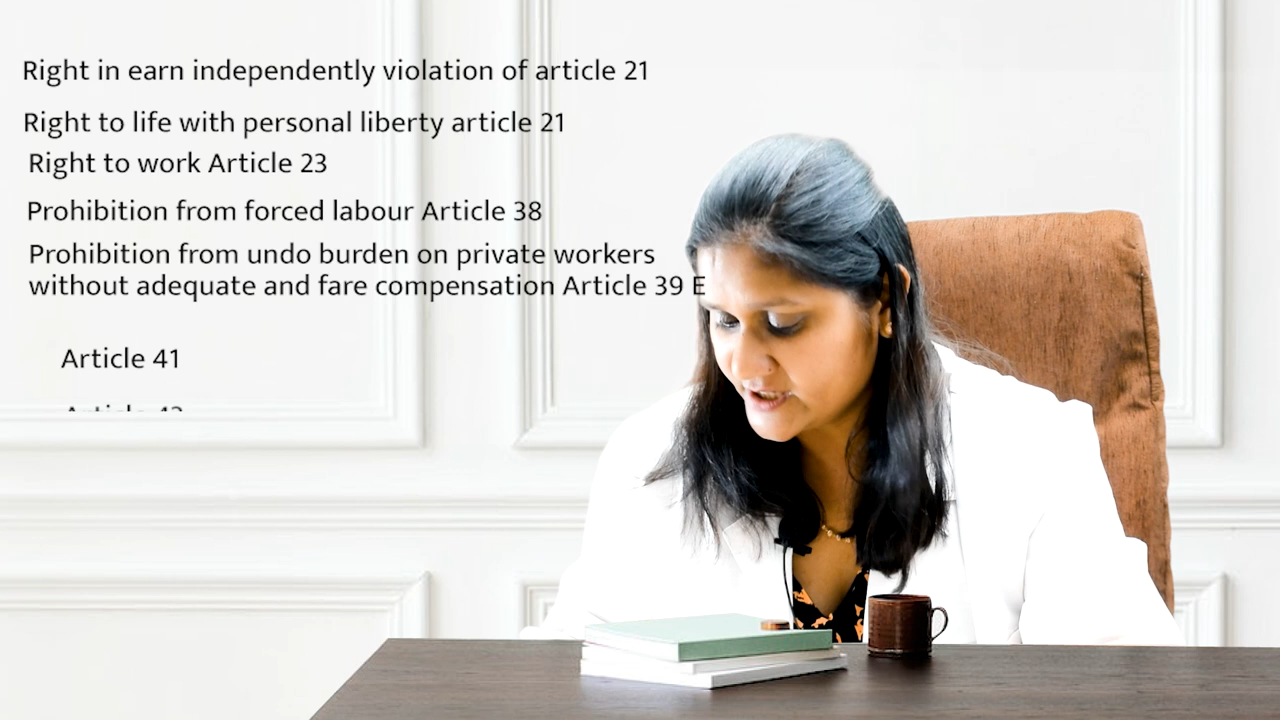 Right in earn independently violation of article 21
Right to life with personal liberty article 21
Right to work Article 23
Prohibition from forced labour Article 38
Prohibition from undo burden on private workers
without adequate and fare compensation Article 39 E
Article 41